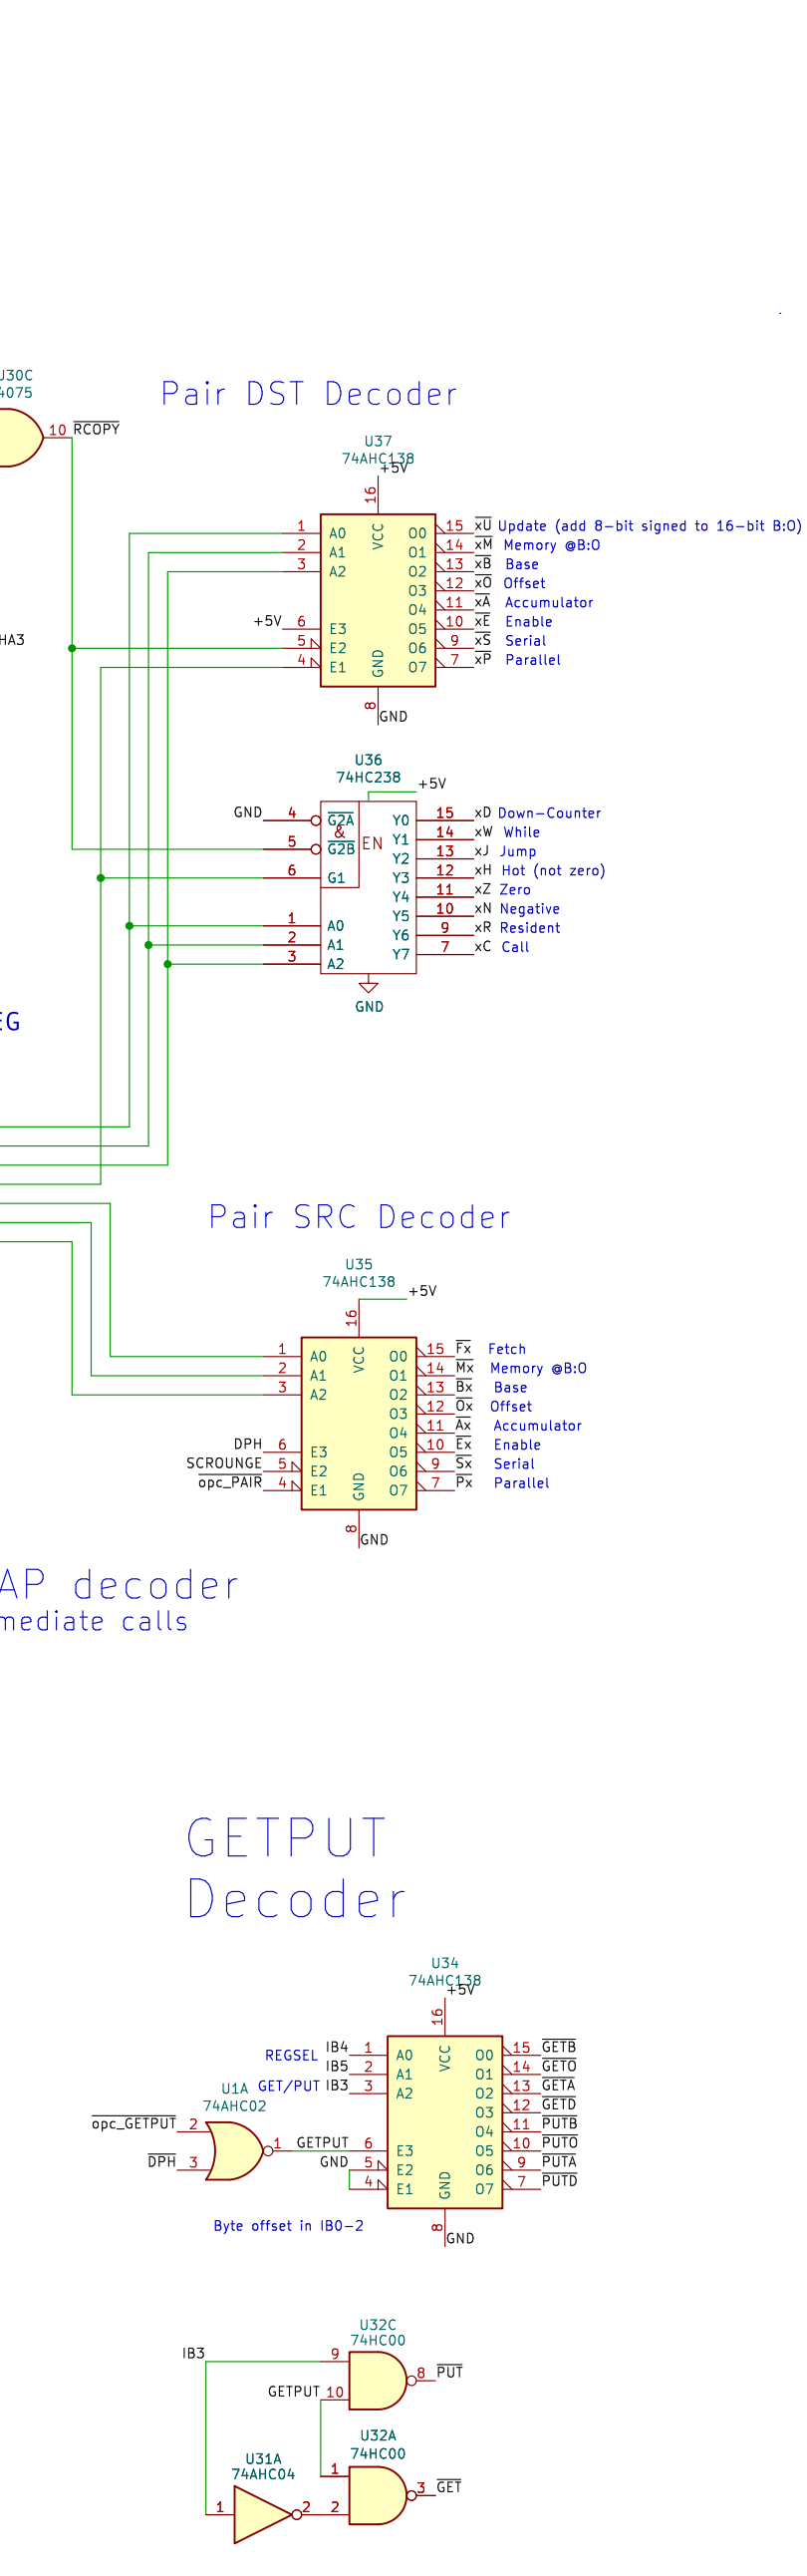 U30C
4075
10 RCOPY
Pair DST Decoder
U37
74AHC138
+5V
16
VCC
1 A0 O0 15 xU Update (add 8-bit signed to 16-bit B:O)
2 A1 O1 14 xM Memory @B:O
3 A2 O2 13 xB Base
O3 12 xO Offset
O4 11 xA Accumulator
+5V 6 E3 O5 10 xE Enable
HA3
5 E2 O6 9 xS Serial
4 E1 O7 7 xP Parallel
GND
8
GND
U36
74HC238
+5V
GND 4 G2A Y0 15 xD Down-Counter
& EN
Y1 14 xW While
5 G2B Y2 13 xJ Jump
6 G1 Y3 12 xH Hot (not zero)
Y4 11 xZ Zero
Y5 10 xN Negative
1 A0 Y6 9 xR Resident
2 A1 Y7 7 xC Call
3 A2
GND
EG
Pair SRC Decoder
U35
74AHC138
+5V
16
VCC
1 A0 O0 15 Fx Fetch
2 A1 O1 14 Mx Memory @B:O
3 A2 O2 13 Bx Base
O3 12 Ox Offset
O4 11 Ax Accumulator
DPH 6 E3 O5 10 Ex Enable
SCROUNGE 5 E2 O6 9 Sx Serial
opc_PAIR 4 E1 O7 7 Px Parallel
GND
8
GND
AP decoder
mediate calls
GETPUT
Decoder
U34
74AHC138
+5V
16
VCC
REGSEL IB4 1 A0 O0 15 GETB
IB5 2 A1 O1 14 GETO
GET/PUT IB3 3 A2 O2 13 GETA
O3 12 GETD
O4 11 PUTB
U1A
74AHC02
opc_GETPUT 2
DPH 3
1 GETPUT 6 E3 O5 10 PUTO
GND 5 E2 O6 9 PUTA
4 E1 O7 7 PUTD
GND
8
GND
Byte offset in IB0-2
U32C
74HC00
IB3 9
GETPUT 10
8 PUT
U32A
74HC00
1
2
3 GET
U31A
74AHC04
1 2